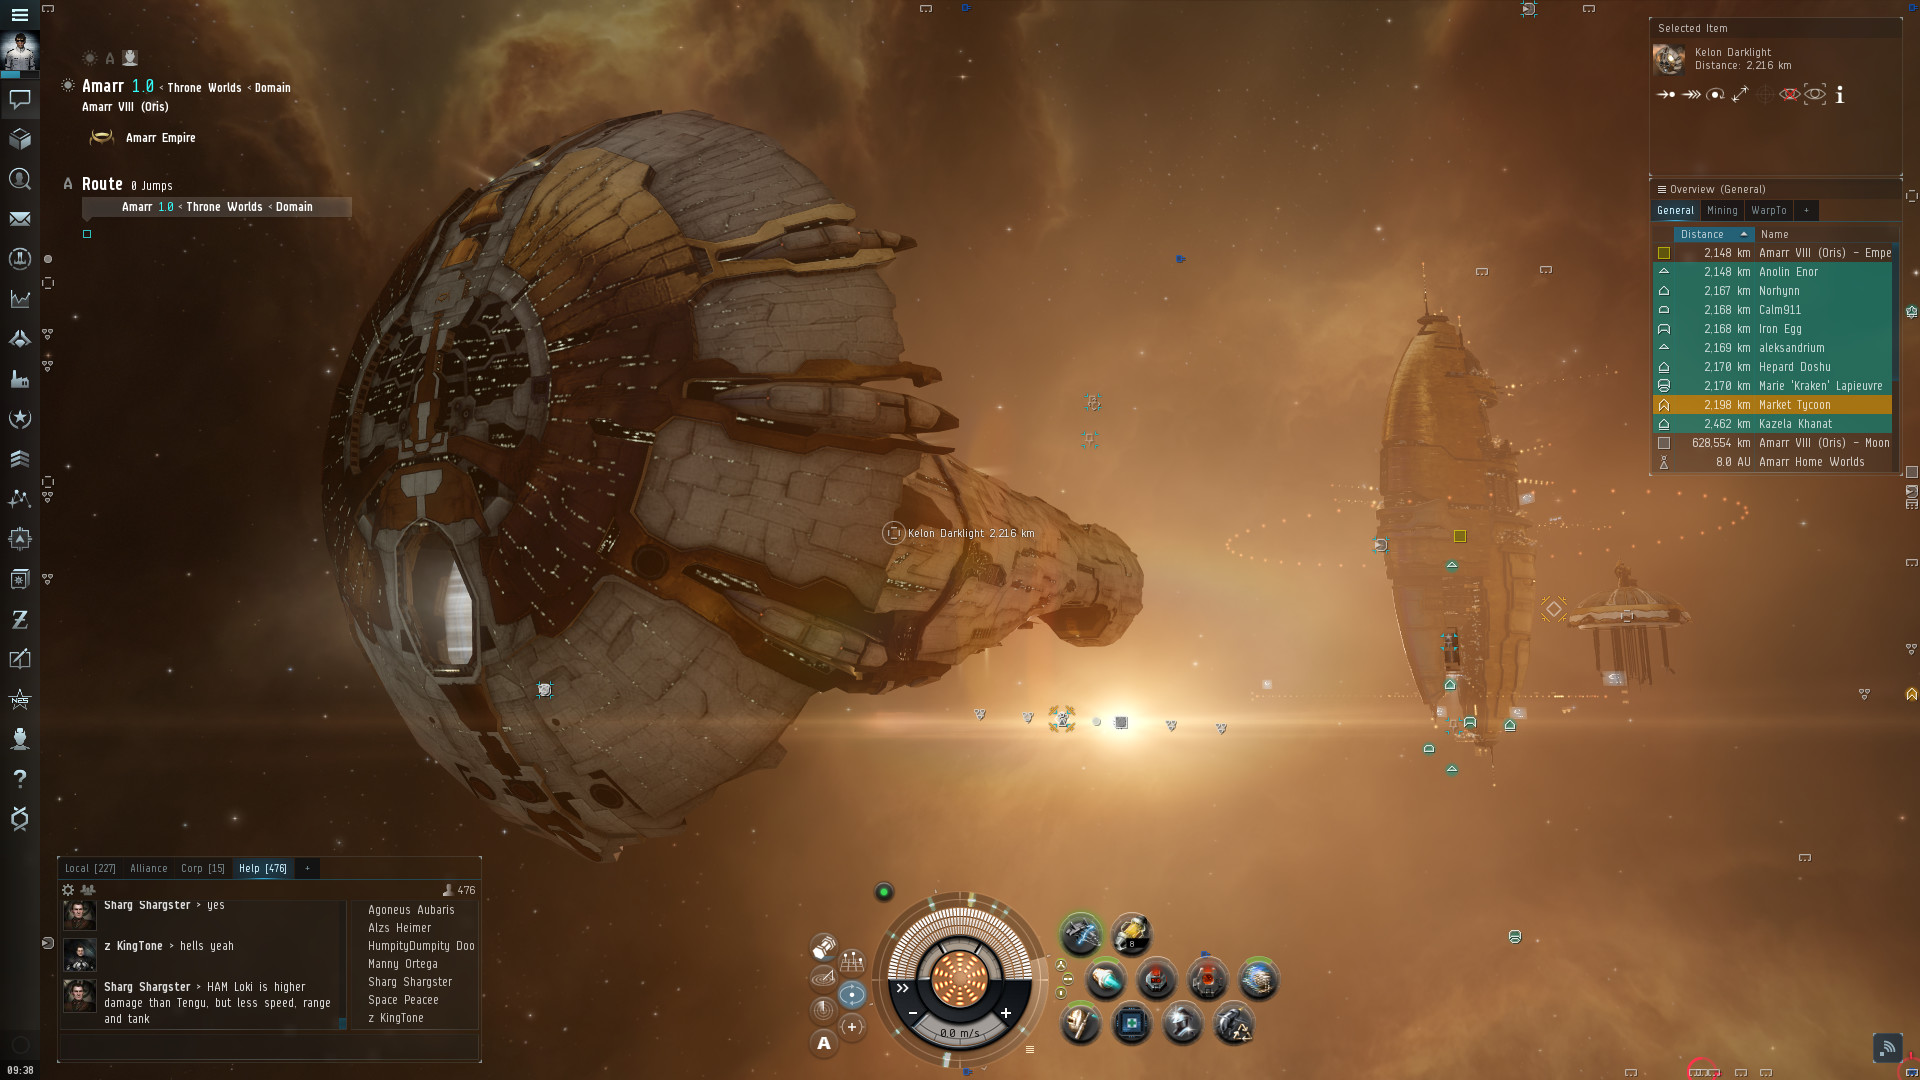 Amarr 1.0 < Throne Worlds < Domain
Amarr VIII (Oris)
Amarr Empire
Route 0 Jumps
Amarr 1.0 < Throne Worlds < Domain
Selected Item
Kelon Darklight
Distance: 2,216 km
Overview (General)
General Mining WarpTo +
Distance Name
2,148 km Amarr VIII (Oris) - Empe
2,148 km Anolin Enor
2,167 km Norhynn
2,168 km Calm911
2,168 km Iron Egg
2,169 km aleksandrium
2,170 km Hepard Doshu
2,170 km Marie 'Kraken' Lapieuvre
2,198 km Market Tycoon
2,462 km Kazela Khanat
628,554 km Amarr VIII (Oris) - Moon
8.0 AU Amarr Home Worlds
Kelon Darklight 2,216 km
Local [227] Alliance Corp [15] Help [476] +
476
Sharg Shargster > yes
z KingTone > hells yeah
Sharg Shargster > HAM Loki is higher
damage than Tengu, but less speed, range
and tank
Agoneus Aubaris
Alzs Heimer
HumpityDumpity Doo
Manny Ortega
Sharg Shargster
Space Peacee
z KingTone
0.0 m/s
A
8
NES
09:38